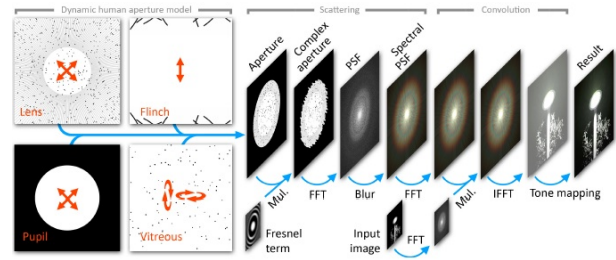 Dynamic human aperture model
Scattering
Convolution
Lens
Flinch
Pupil
Vitreous
Aperture
Complex
aperture
PSF
Spectral
PSF
Result
Mul.
FFT
Blur
FFT
Mul.
IFFT
Tone mapping
Fresnel
term
Input
image
FFT